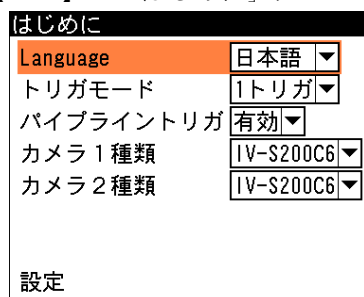 はじめに
Language 日本語
トリガモード 1トリガ
パイプライントリガ 有効
カメラ1種類 IV-S200C6
カメラ2種類 IV-S200C6
設定